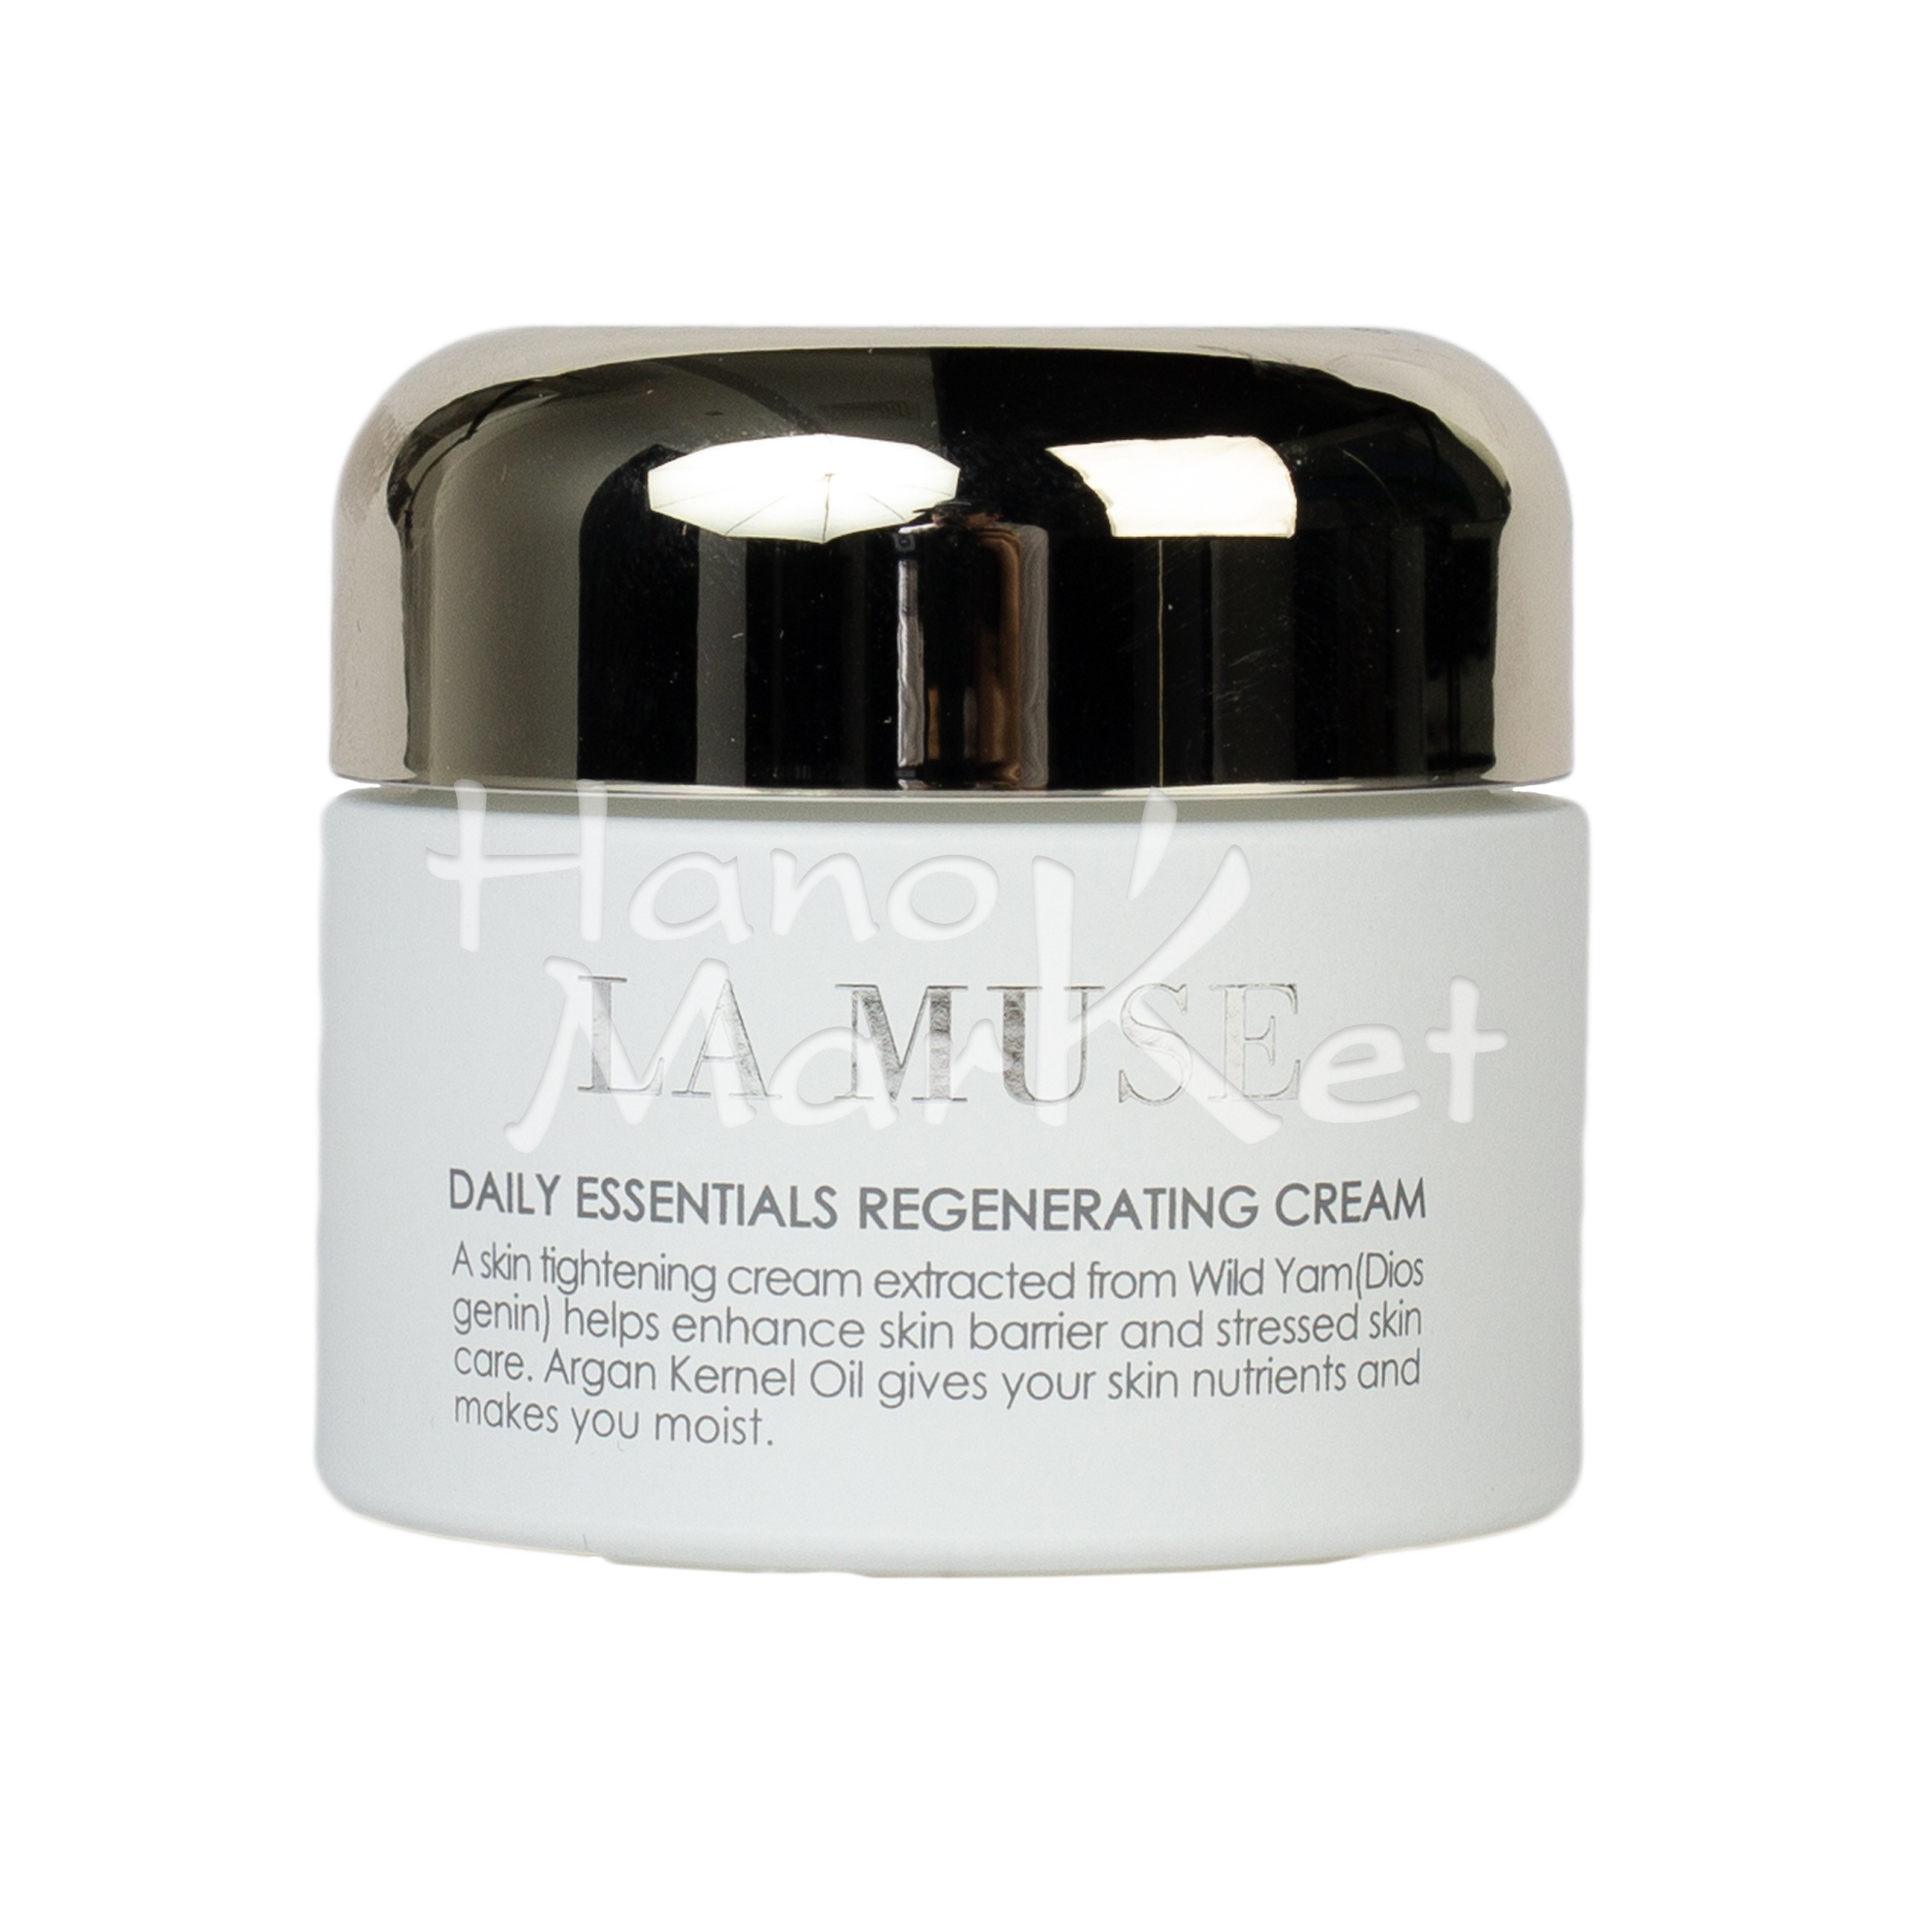 Hano K
Market
LA MUSE
DAILY ESSENTIALS REGENERATING CREAM
A skin tightening cream extracted from Wild Yam(Dios
genin) helps enhance skin barrier and stressed skin
care. Argan Kernel Oil gives your skin nutrients and
makes you moist.